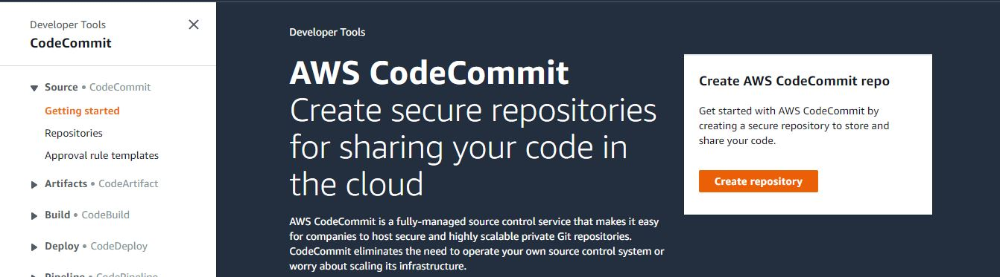 Developer Tools
CodeCommit
Source • CodeCommit
Getting started
Repositories
Approval rule templates
Artifacts • CodeArtifact
Build • CodeBuild
Deploy • CodeDeploy
Pipeline • CodePipeline
Developer Tools
AWS CodeCommit
Create secure repositories
for sharing your code in
the cloud
AWS CodeCommit is a fully-managed source control service that makes it easy
for companies to host secure and highly scalable private Git repositories.
CodeCommit eliminates the need to operate your own source control system or
worry about scaling its infrastructure.
Create AWS CodeCommit repo
Get started with AWS CodeCommit by
creating a secure repository to store and
share your code.
Create repository